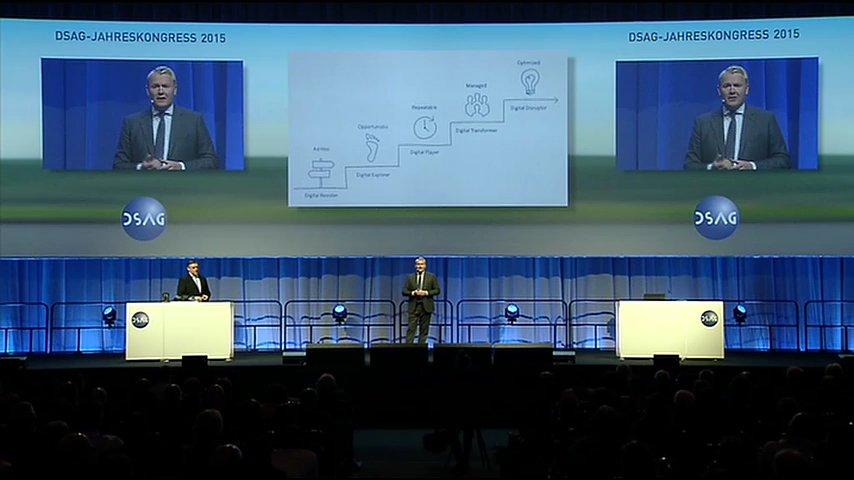 DSAG-JAHRESKONGRESS 2015
DSAG-JAHRESKONGRESS 2015
Optimized
Managed
Digital Disruptor
Repeatable
Digital Transformer
Opportunistic
Digital Player
Ad-Hoc
Digital Explorer
Digital Resister
DSAG
DSAG
DSAG
DSAG